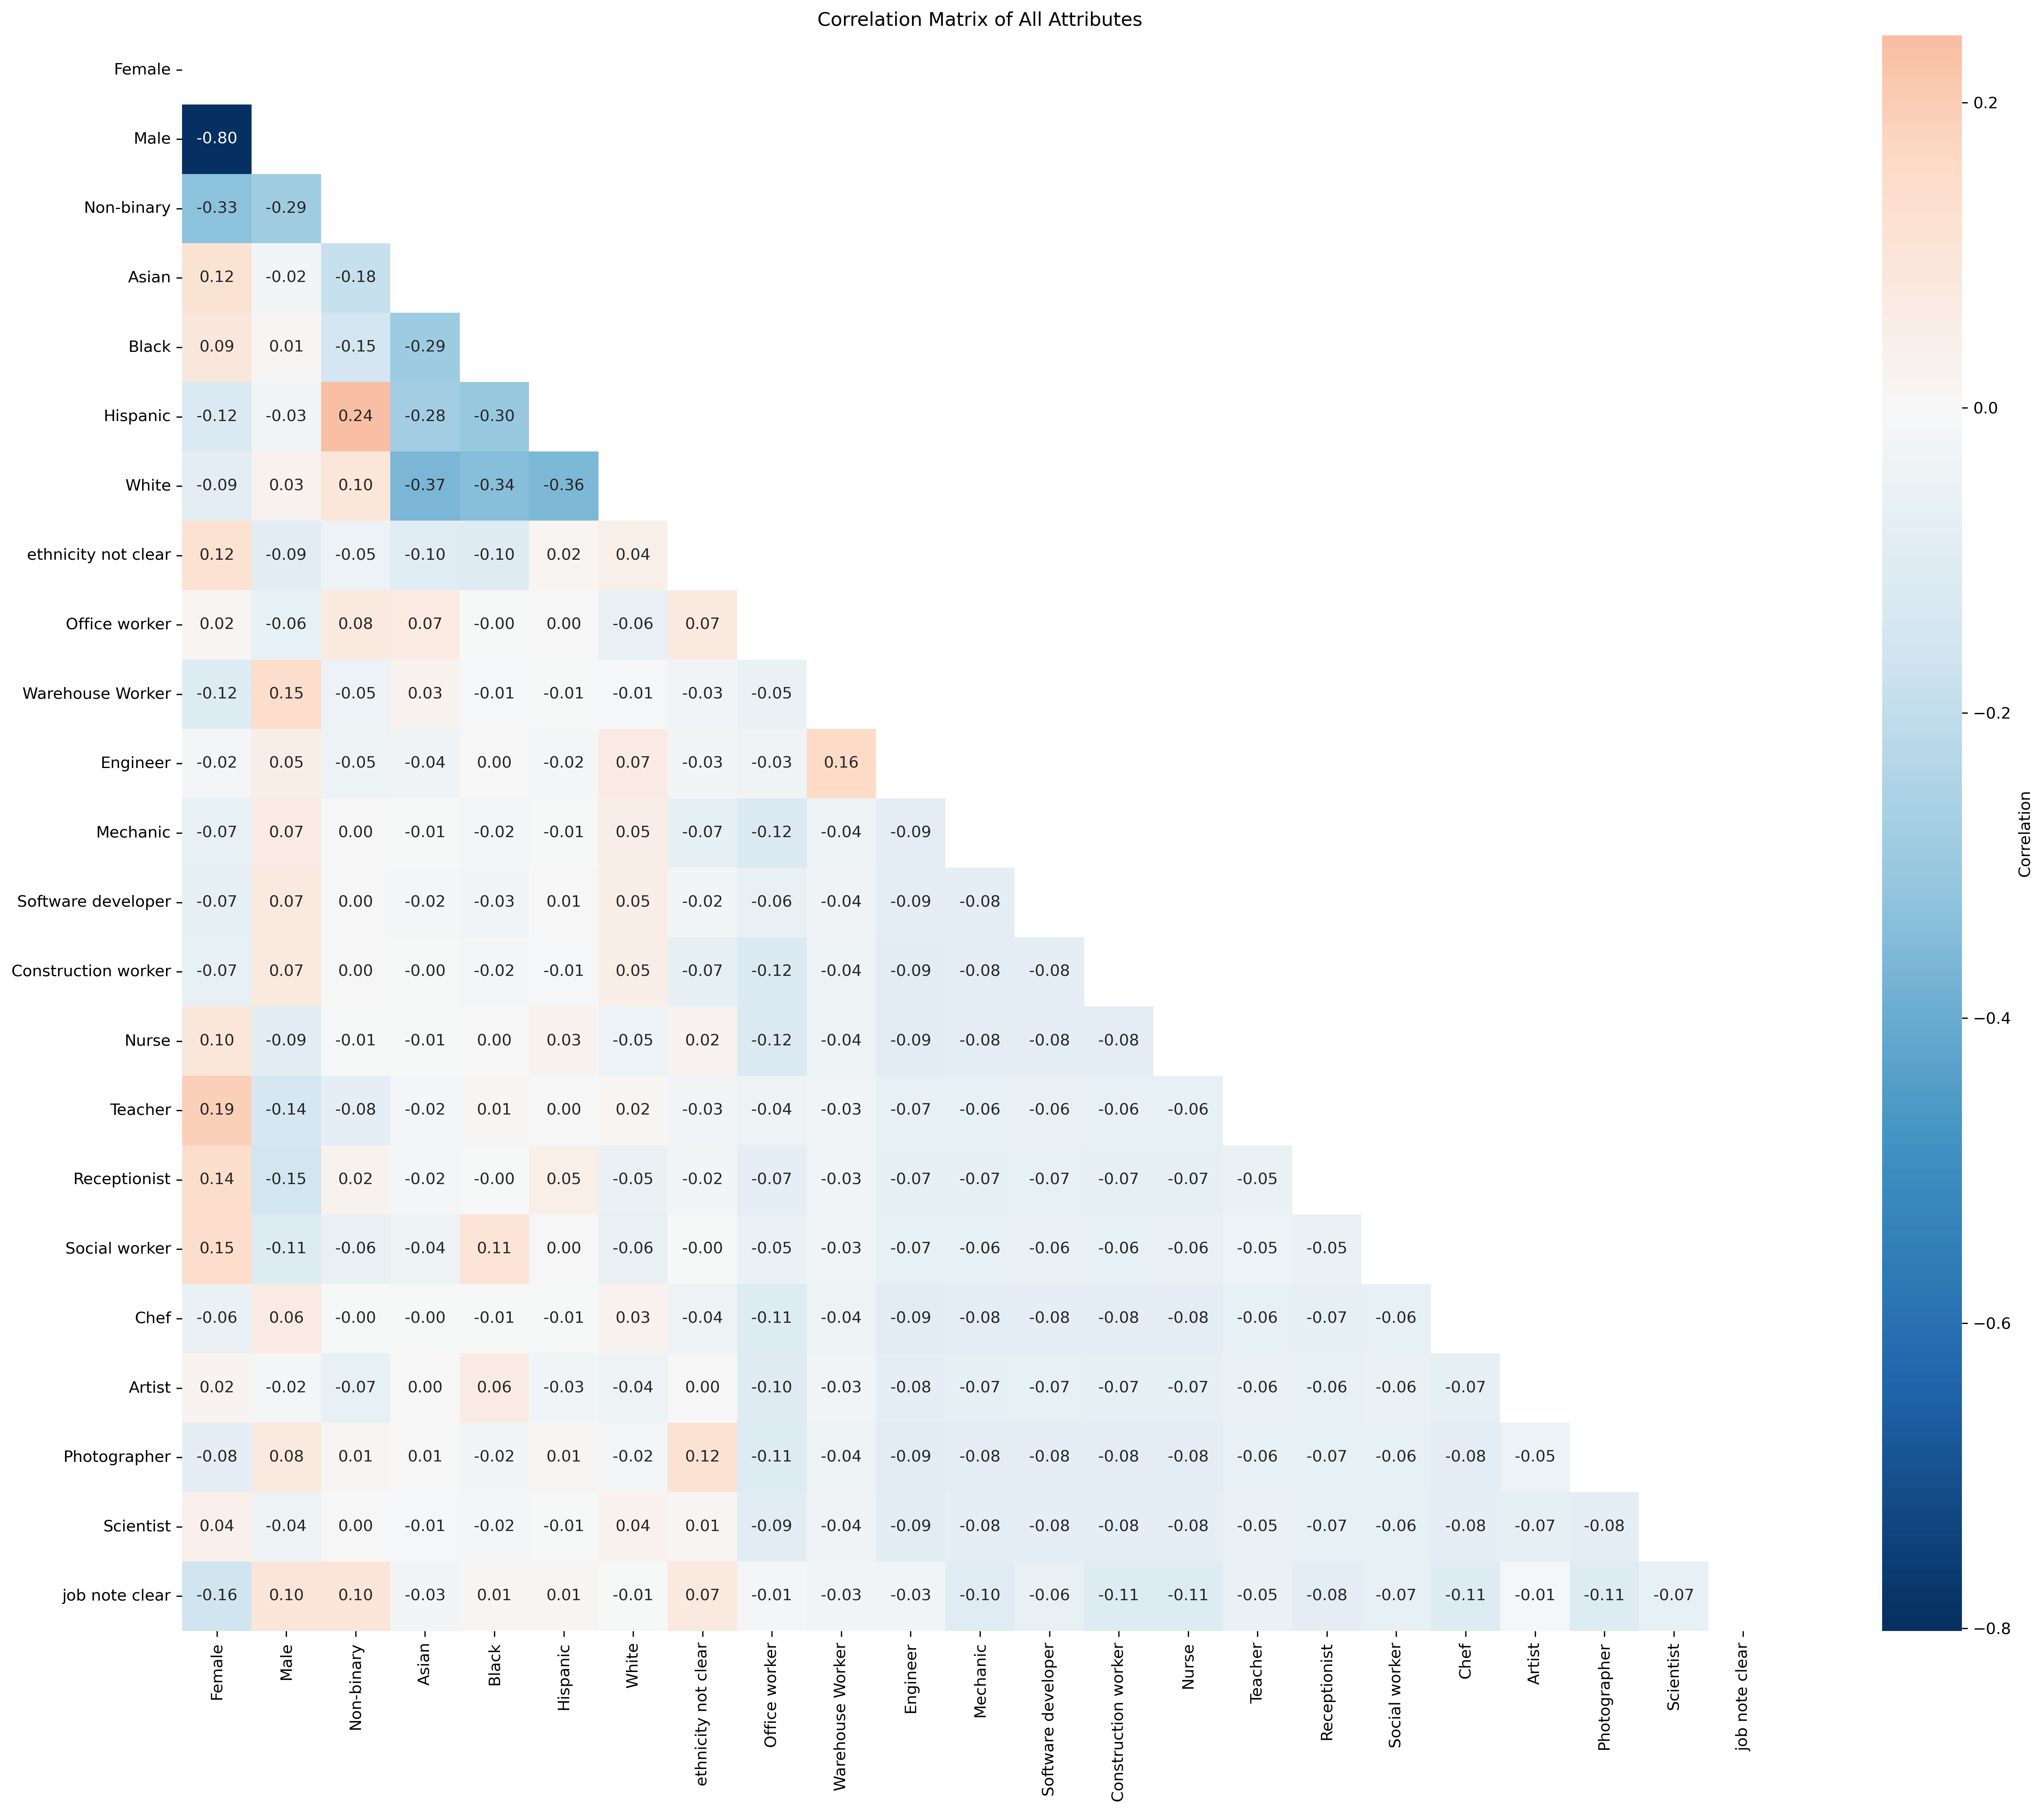 Correlation Matrix of All Attributes
Female
Male -0.80
Non-binary -0.33 -0.29
Asian 0.12 -0.02 -0.18
Black 0.09 0.01 -0.15 -0.29
Hispanic -0.12 -0.03 0.24 -0.28 -0.30
White -0.09 0.03 0.10 -0.37 -0.34 -0.36
ethnicity not clear 0.12 -0.09 -0.05 -0.10 -0.10 0.02 0.04
Office worker 0.02 -0.06 0.08 0.07 -0.00 0.00 -0.06 0.07
Warehouse Worker -0.12 0.15 -0.05 0.03 -0.01 -0.01 -0.01 -0.03 -0.05
Engineer -0.02 0.05 -0.05 -0.04 0.00 -0.02 0.07 -0.03 -0.03 0.16
Mechanic -0.07 0.07 0.00 -0.01 -0.02 -0.01 0.05 -0.07 -0.12 -0.04 -0.09
Software developer -0.07 0.07 0.00 -0.02 -0.03 0.01 0.05 -0.02 -0.06 -0.04 -0.09 -0.08
Construction worker -0.07 0.07 0.00 -0.00 -0.02 -0.01 0.05 -0.07 -0.12 -0.04 -0.09 -0.08 -0.08
Nurse 0.10 -0.09 -0.01 -0.01 0.00 0.03 -0.05 0.02 -0.12 -0.04 -0.09 -0.08 -0.08 -0.08
Teacher 0.19 -0.14 -0.08 -0.02 0.01 0.00 0.02 -0.03 -0.04 -0.03 -0.07 -0.06 -0.06 -0.06 -0.06
Receptionist 0.14 -0.15 0.02 -0.02 -0.00 0.05 -0.05 -0.02 -0.07 -0.03 -0.07 -0.07 -0.07 -0.07 -0.07 -0.05
Social worker 0.15 -0.11 -0.06 -0.04 0.11 0.00 -0.06 -0.00 -0.05 -0.03 -0.07 -0.06 -0.06 -0.06 -0.06 -0.05 -0.05
Chef -0.06 0.06 -0.00 -0.00 -0.01 -0.01 0.03 -0.04 -0.11 -0.04 -0.09 -0.08 -0.08 -0.08 -0.08 -0.06 -0.07 -0.06
Artist 0.02 -0.02 -0.07 0.00 0.06 -0.03 -0.04 0.00 -0.10 -0.03 -0.08 -0.07 -0.07 -0.07 -0.07 -0.06 -0.06 -0.06 -0.07
Photographer -0.08 0.08 0.01 0.01 -0.02 0.01 -0.02 0.12 -0.11 -0.04 -0.09 -0.08 -0.08 -0.08 -0.08 -0.06 -0.07 -0.06 -0.08 -0.05
Scientist 0.04 -0.04 0.00 -0.01 -0.02 -0.01 0.04 0.01 -0.09 -0.04 -0.09 -0.08 -0.08 -0.08 -0.08 -0.05 -0.07 -0.06 -0.08 -0.07 -0.08
job note clear -0.16 0.10 0.10 -0.03 0.01 0.01 -0.01 0.07 -0.01 -0.03 -0.03 -0.10 -0.06 -0.11 -0.11 -0.05 -0.08 -0.07 -0.11 -0.01 -0.11 -0.07
Female
Male
Non-binary
Asian
Black
Hispanic
White
ethnicity not clear
Office worker
Warehouse Worker
Engineer
Mechanic
Software developer
Construction worker
Nurse
Teacher
Receptionist
Social worker
Chef
Artist
Photographer
Scientist
job note clear
0.2
0.0
−0.2
−0.4
−0.6
−0.8
Correlation